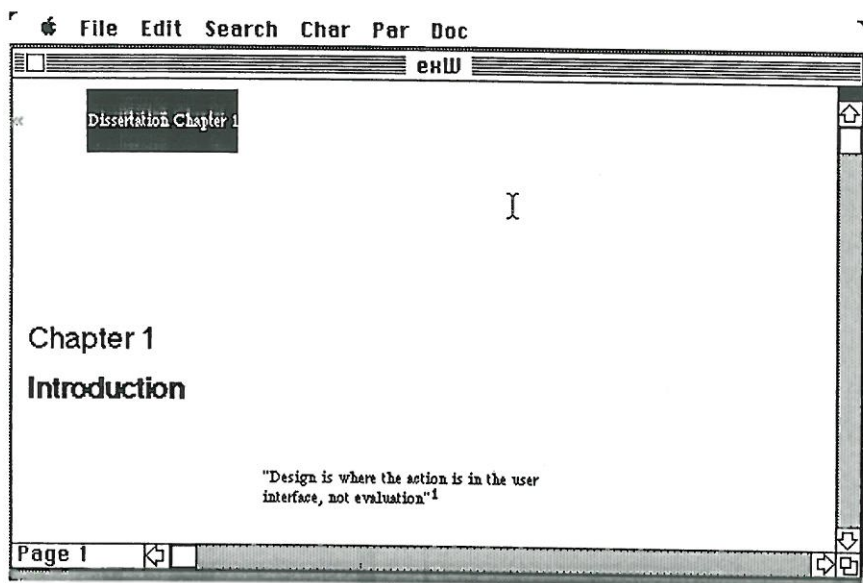 File Edit Search Char Par Doc
exW
Dissertation Chapter 1
Chapter 1
Introduction
"Design is where the action is in the user
interface, not evaluation"1
Page 1